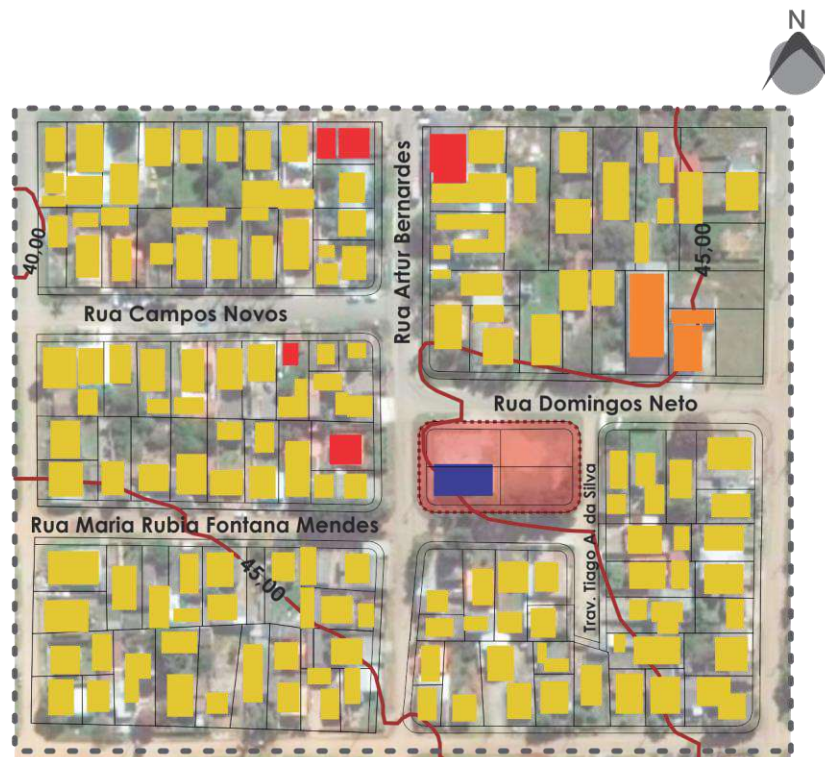 N
Rua Artur Bernardes
40,00
45,00
Rua Campos Novos
Rua Domingos Neto
Rua Maria Rubia Fontana Mendes
Trav. Tiago Al. da Silva
45,00